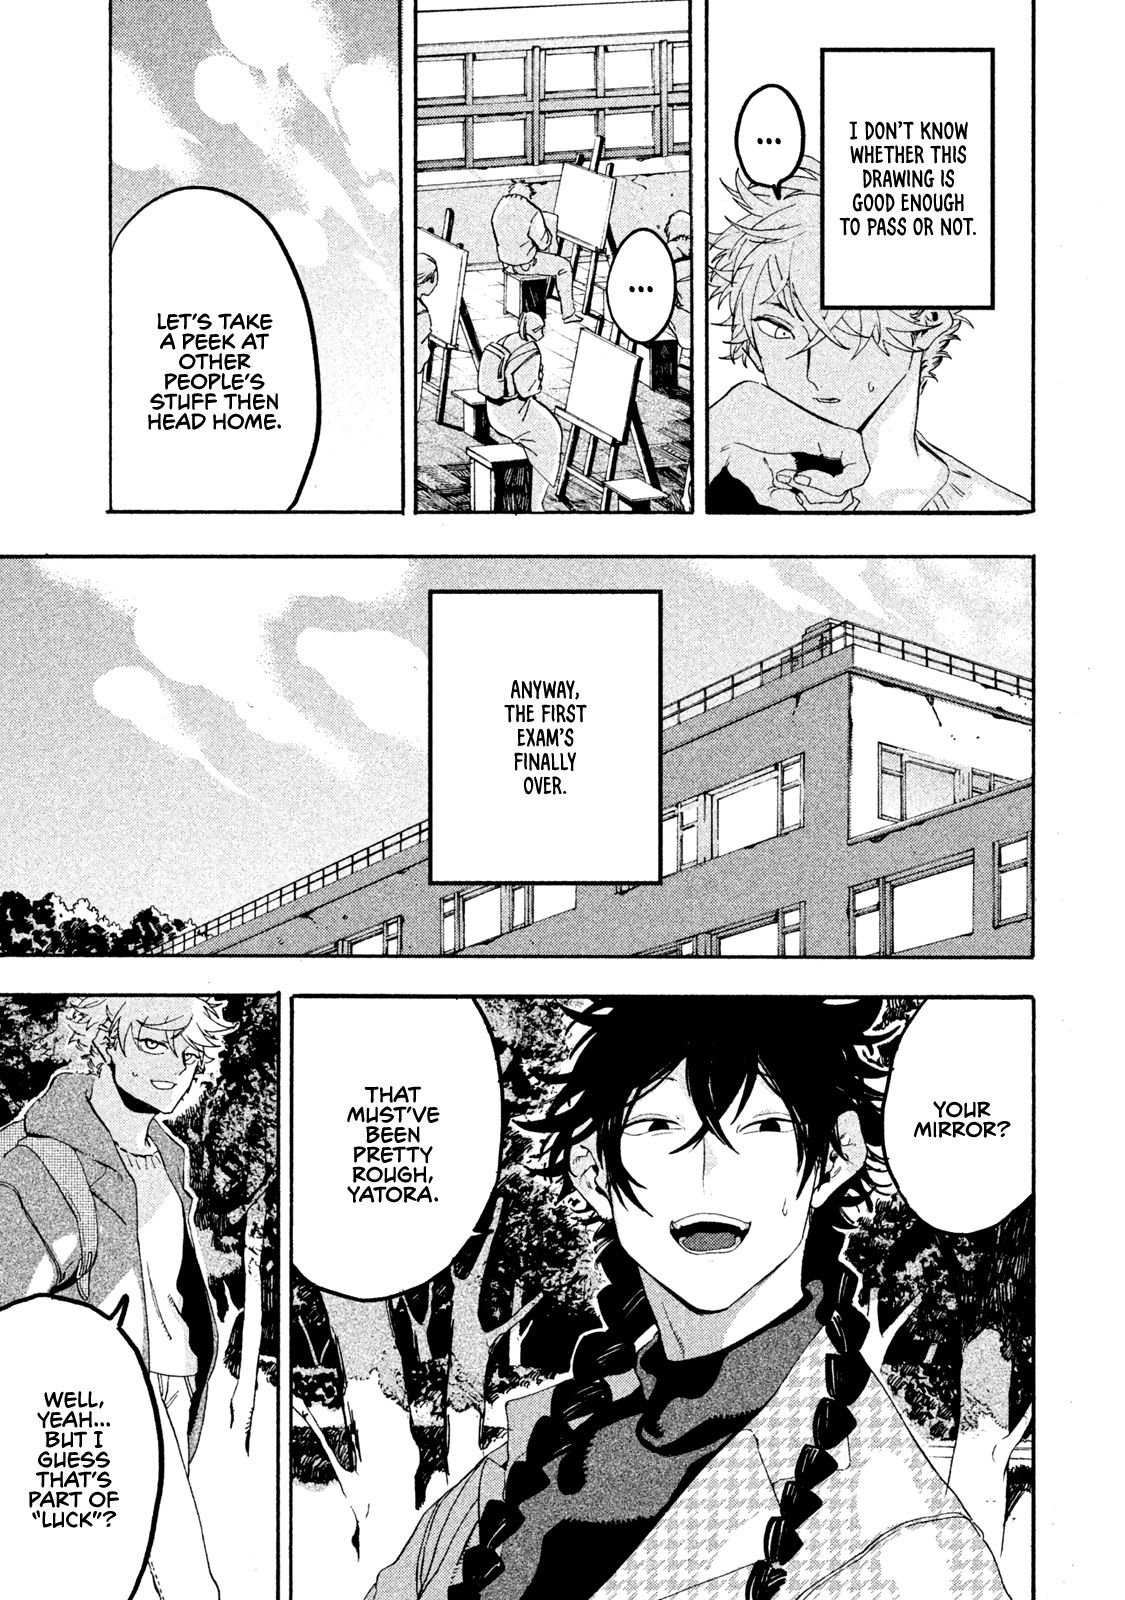 I DON'T KNOW
WHETHER THIS
DRAWING IS
GOOD ENOUGH
TO PASS OR NOT.
...
...
LET'S TAKE
A PEEK AT
OTHER
PEOPLE'S
STUFF THEN
HEAD HOME.
ANYWAY,
THE FIRST
EXAM'S
FINALLY
OVER.
YOUR
MIRROR?
THAT
MUST'VE
BEEN
PRETTY
ROUGH,
YATORA.
WELL,
YEAH...
BUT I
GUESS
THAT'S
PART OF
"LUCK"?